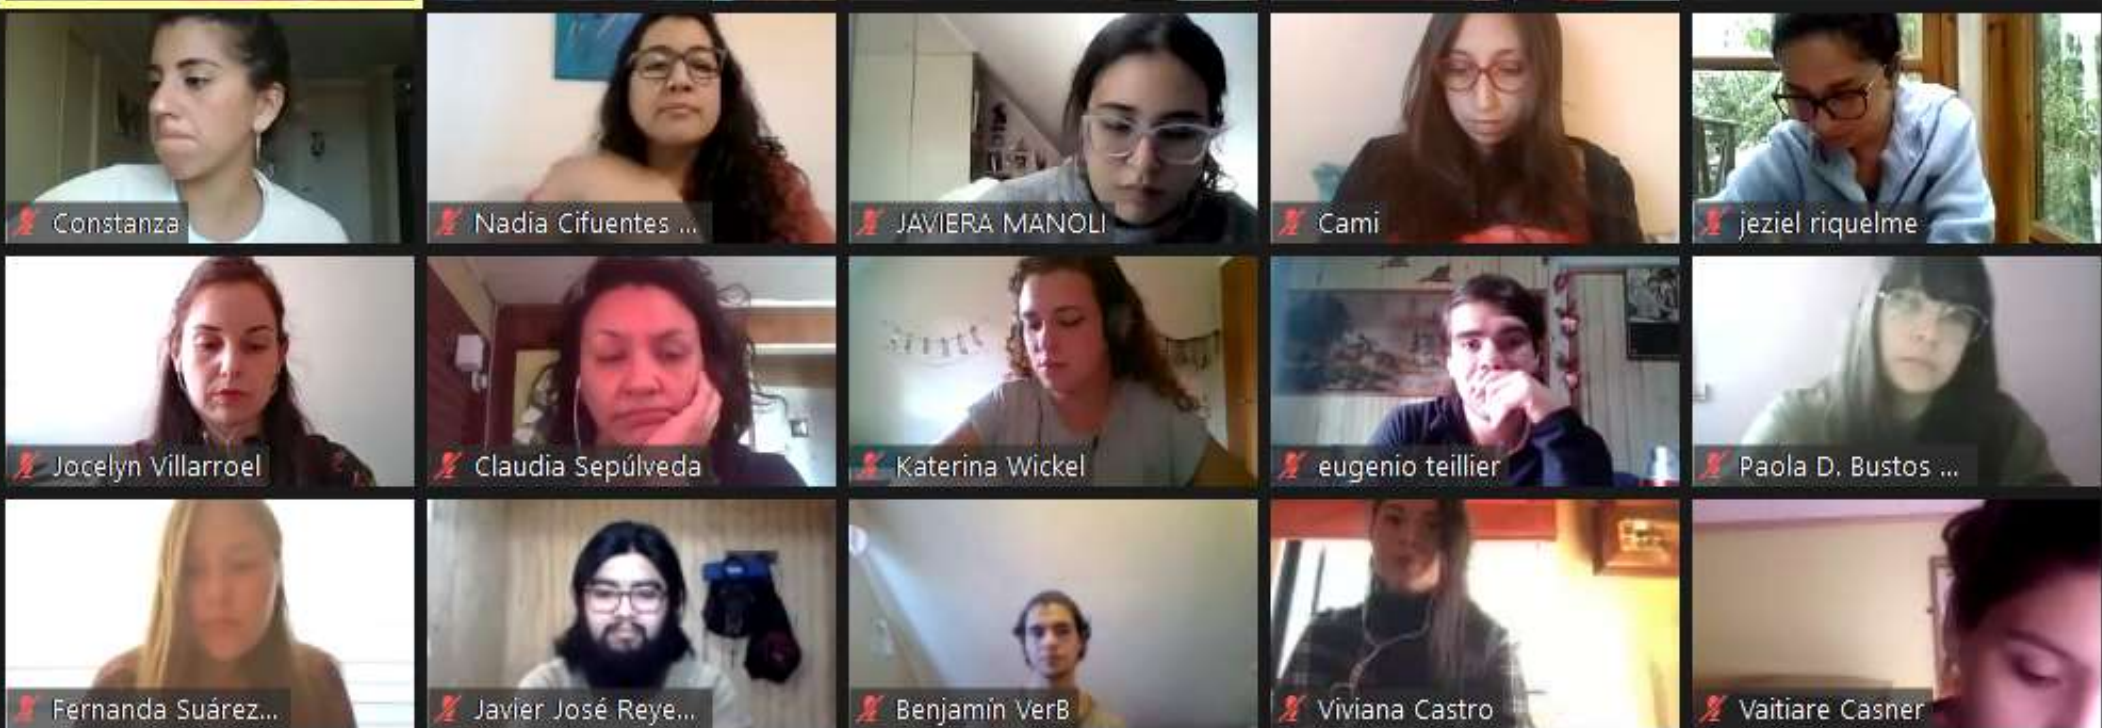 Constanza
Nadia Cifuentes ...
JAVIERA MANOLI
Cami
jeziel riquelme
Jocelyn Villarroel
Claudia Sepúlveda
Katerina Wickel
eugenio teillier
Paola D. Bustos ...
Fernanda Suárez...
Javier José Reye...
Benjamín VerB
Viviana Castro
Vaitiare Casner